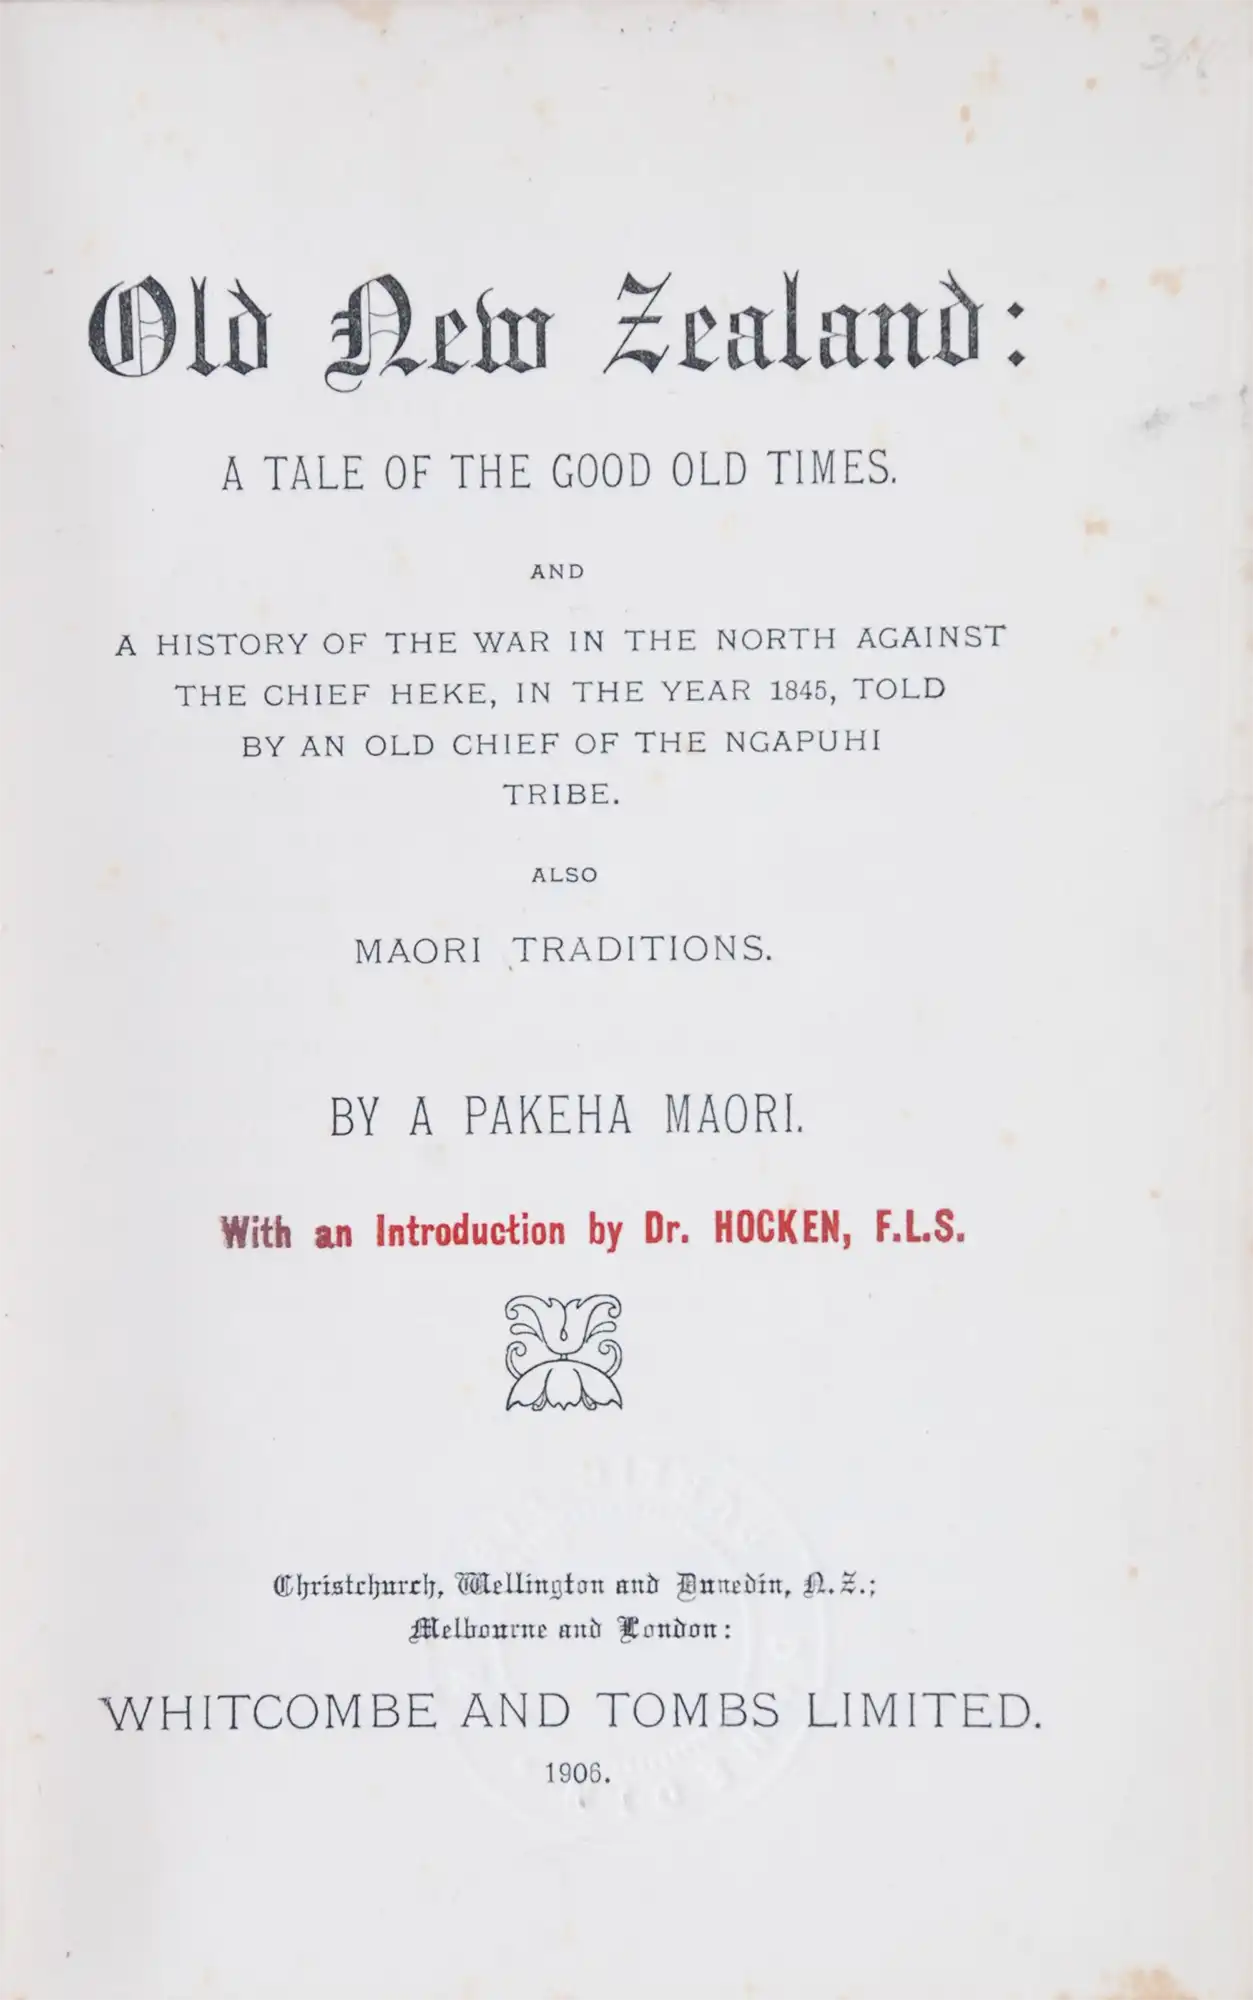 Old New Zealand:
A TALE OF THE GOOD OLD TIMES.
AND
A HISTORY OF THE WAR IN THE NORTH AGAINST
THE CHIEF HEKE, IN THE YEAR 1845, TOLD
BY AN OLD CHIEF OF THE NGAPUHI
TRIBE.
ALSO
MAORI TRADITIONS.
BY A PAKEHA MAORI.
With an Introduction by Dr. HOCKEN, F.L.S.
Christchurch, Wellington and Dunedin, N.Z.;
Melbourne and London:
WHITCOMBE AND TOMBS LIMITED.
1906.